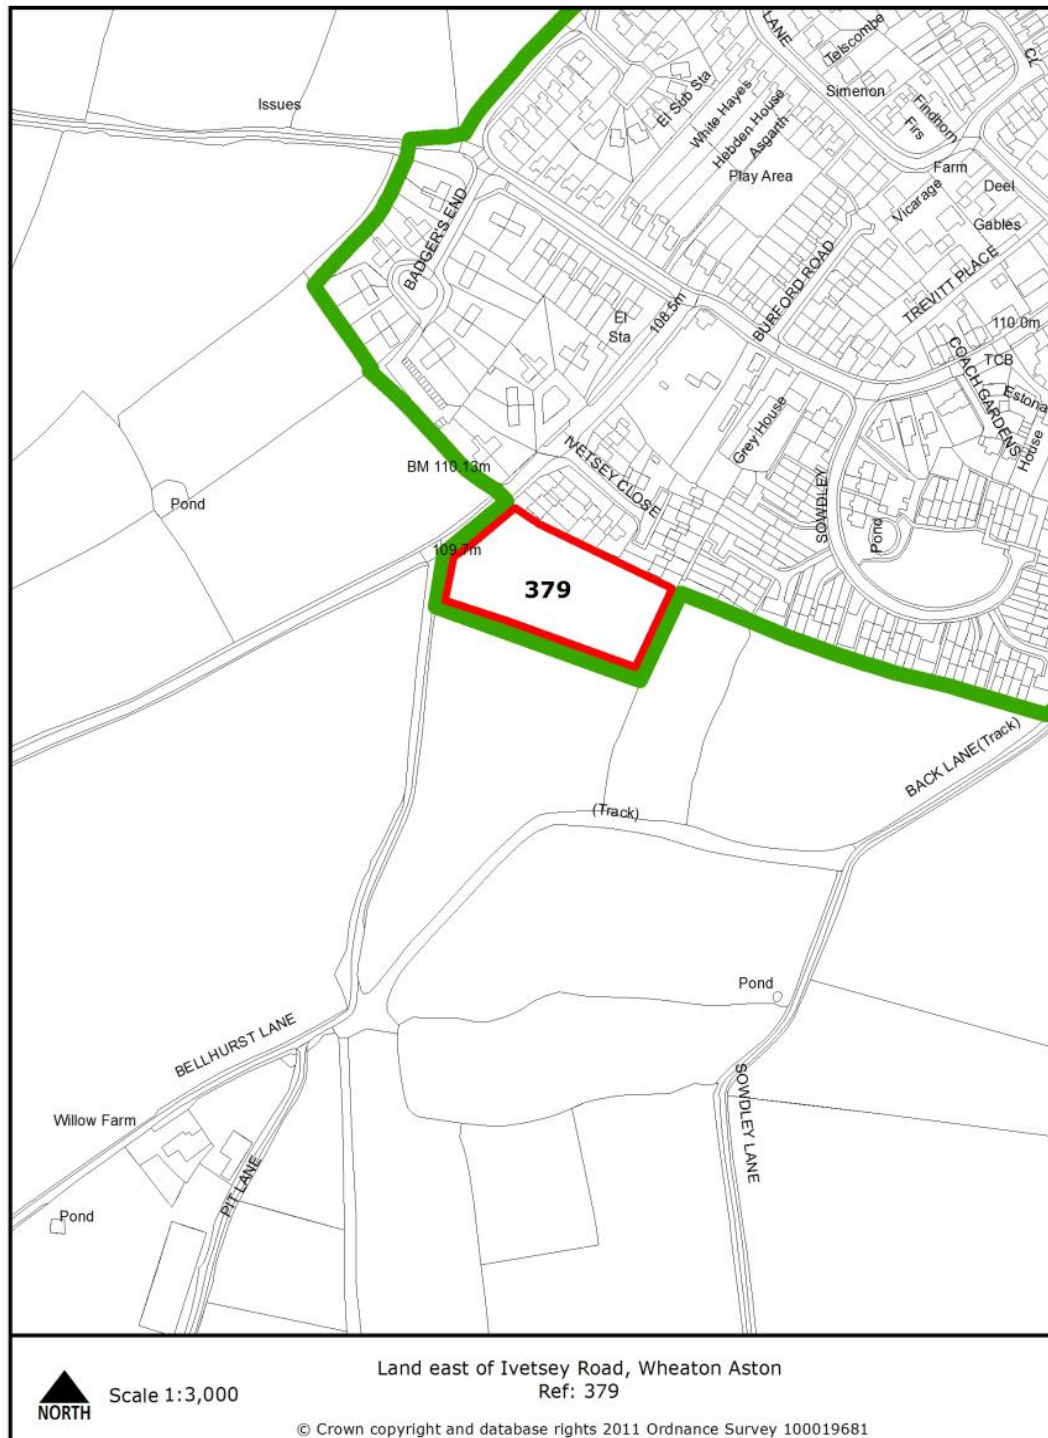 LANE
Telscombe
CL
El Sub Sta
White Hayes
Hebden House
Asgarth
Simenon
Findhorn
Firs
Issues
Play Area
Farm
Vicarage
Deel
Gables
BADGER'S END
BURFORD ROAD
TREVITT PLACE
El
Sta
108.5m
110.0m
TCB
COACH GARDENS
Estona
House
Grey House
BM 110.13m
IVETSEY CLOSE
SOWDLEY
Pond
Pond
109.7m
379
BACK LANE(Track)
(Track)
Pond
BELLHURST LANE
SOWDLEY LANE
Willow Farm
PIT LANE
Pond
NORTH
Scale 1:3,000
Land east of Ivetsey Road, Wheaton Aston
Ref: 379
© Crown copyright and database rights 2011 Ordnance Survey 100019681